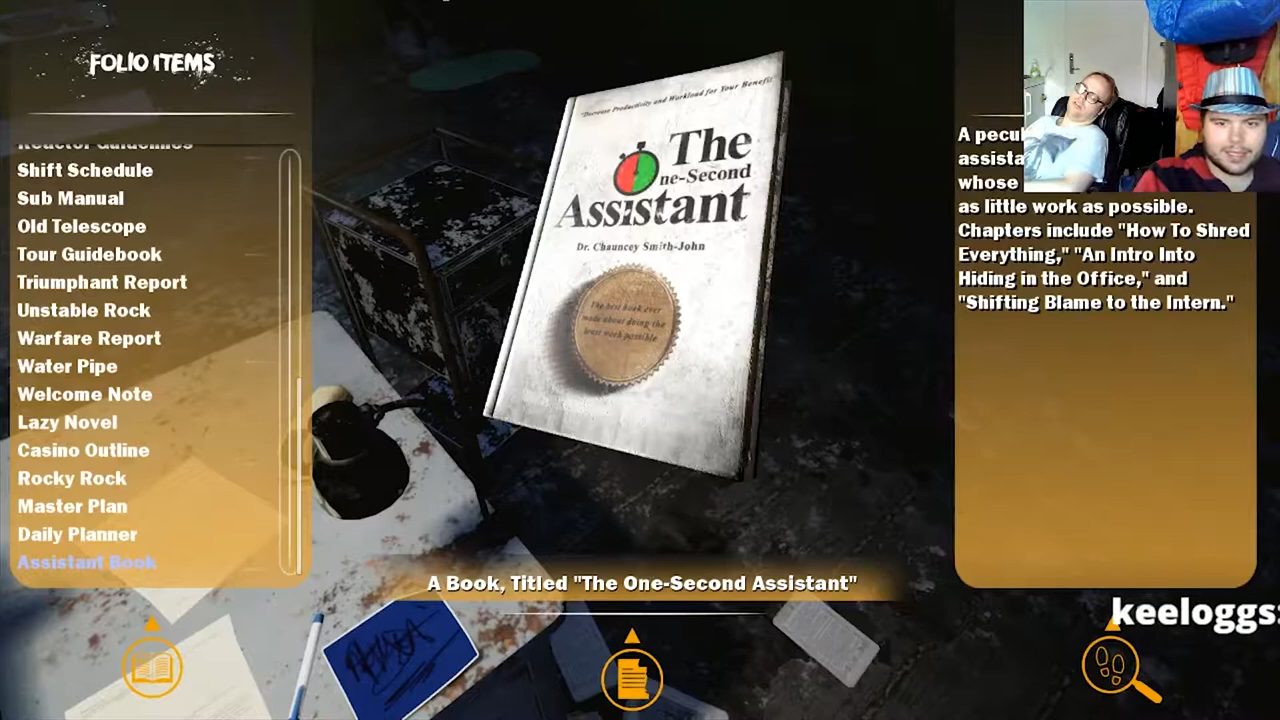 FOLIO ITEMS
Reactor Guidelines
Shift Schedule
Sub Manual
Old Telescope
Tour Guidebook
Triumphant Report
Unstable Rock
Warfare Report
Water Pipe
Welcome Note
Lazy Novel
Casino Outline
Rocky Rock
Master Plan
Daily Planner
Assistant Book
"Decrease Productivity and Workload for Your Benefit"
The
ne-Second
Assistant
Dr. Chauncey Smith-John
The best book ever
made about doing the
least work possible
A Book, Titled "The One-Second Assistant"
A pecu
assista
whose
as little work as possible.
Chapters include "How To Shred
Everything," "An Intro Into
Hiding in the Office," and
"Shifting Blame to the Intern."
keeloggs